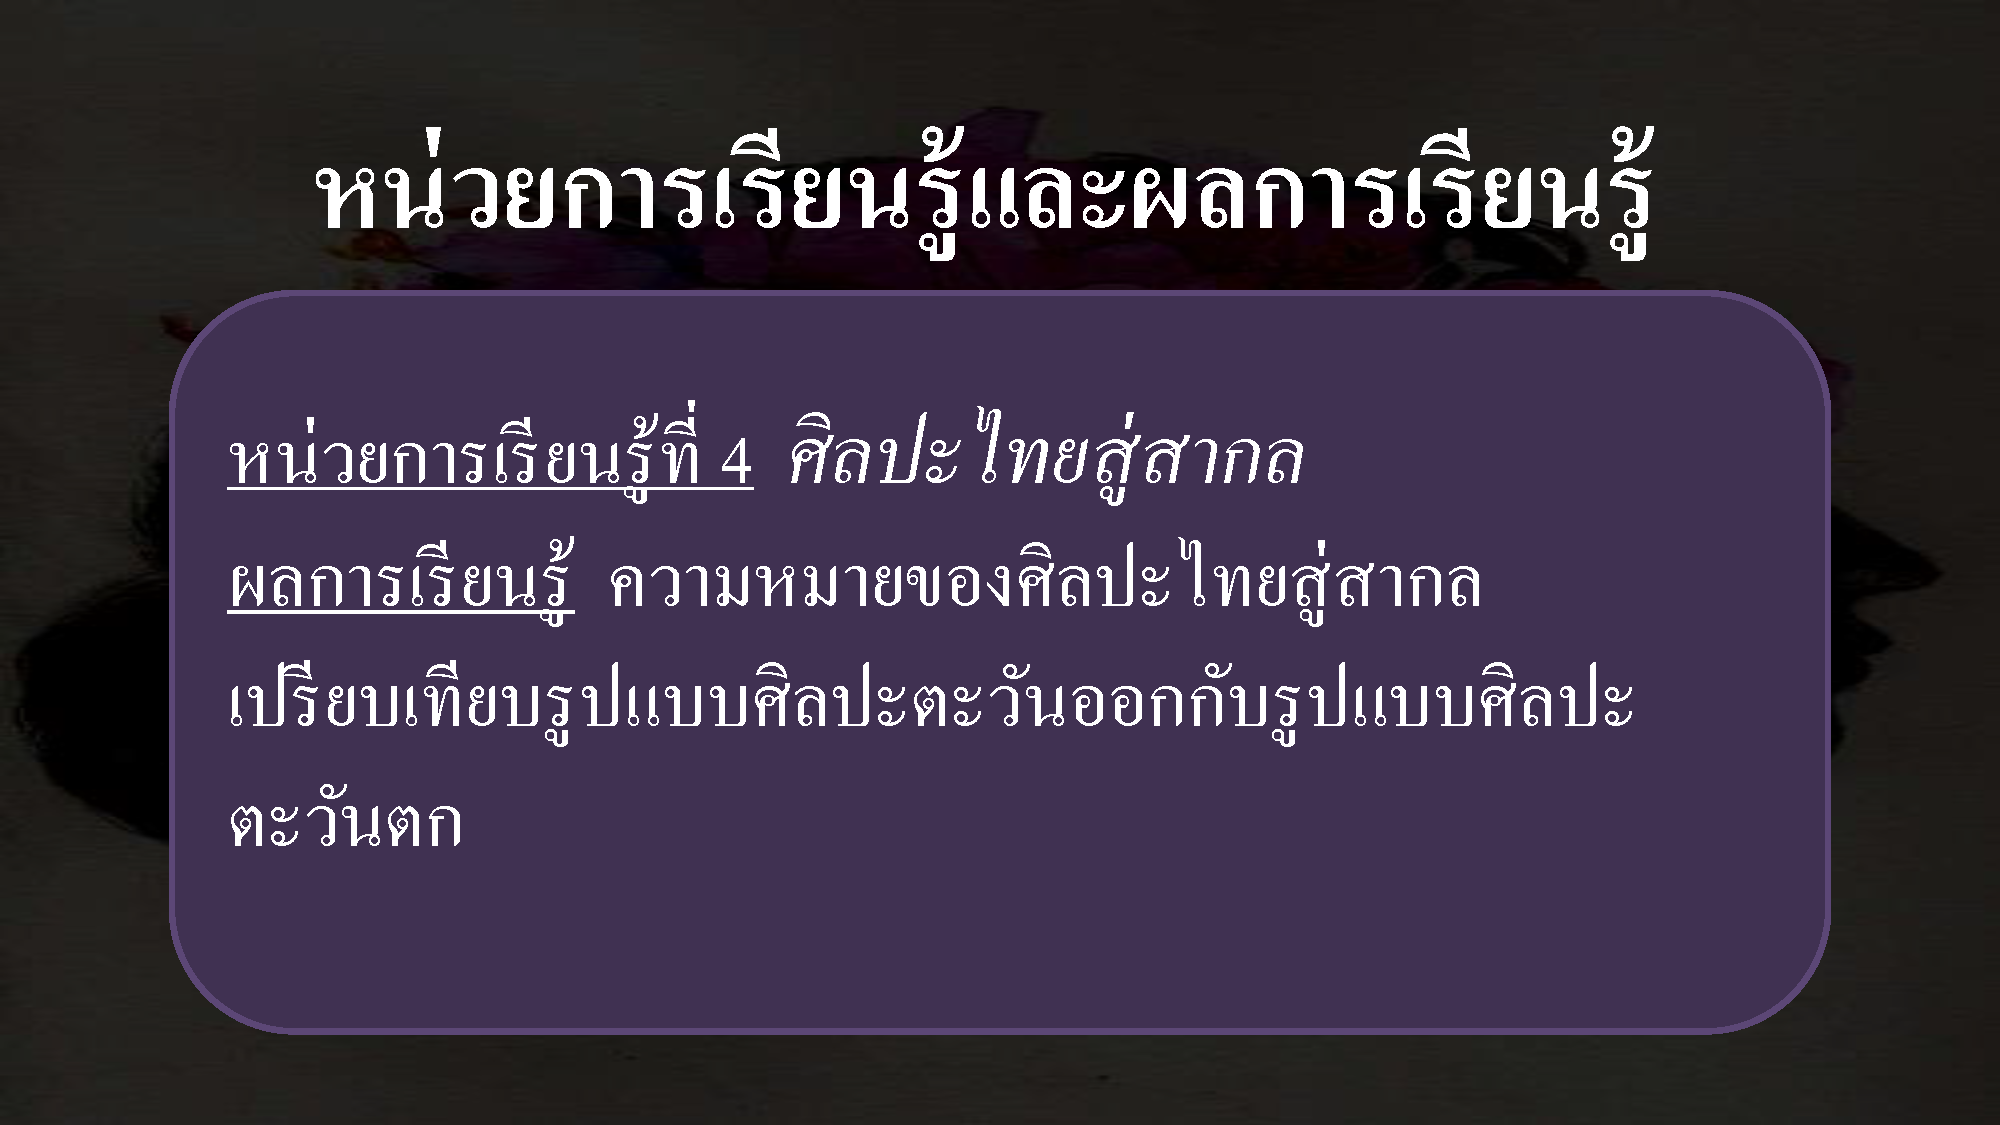 หน่วยการเรียนรู้และผลการเรียนรู้
หน่วยการเรียนรู้ที่ 4 ศิลปะไทยสู่สากล
ผลการเรียนรู้ ความหมายของศิลปะไทยสู่สากล
เปรียบเทียบรูปแบบศิลปะตะวันออกกับรูปแบบศิลปะ
ตะวันตก